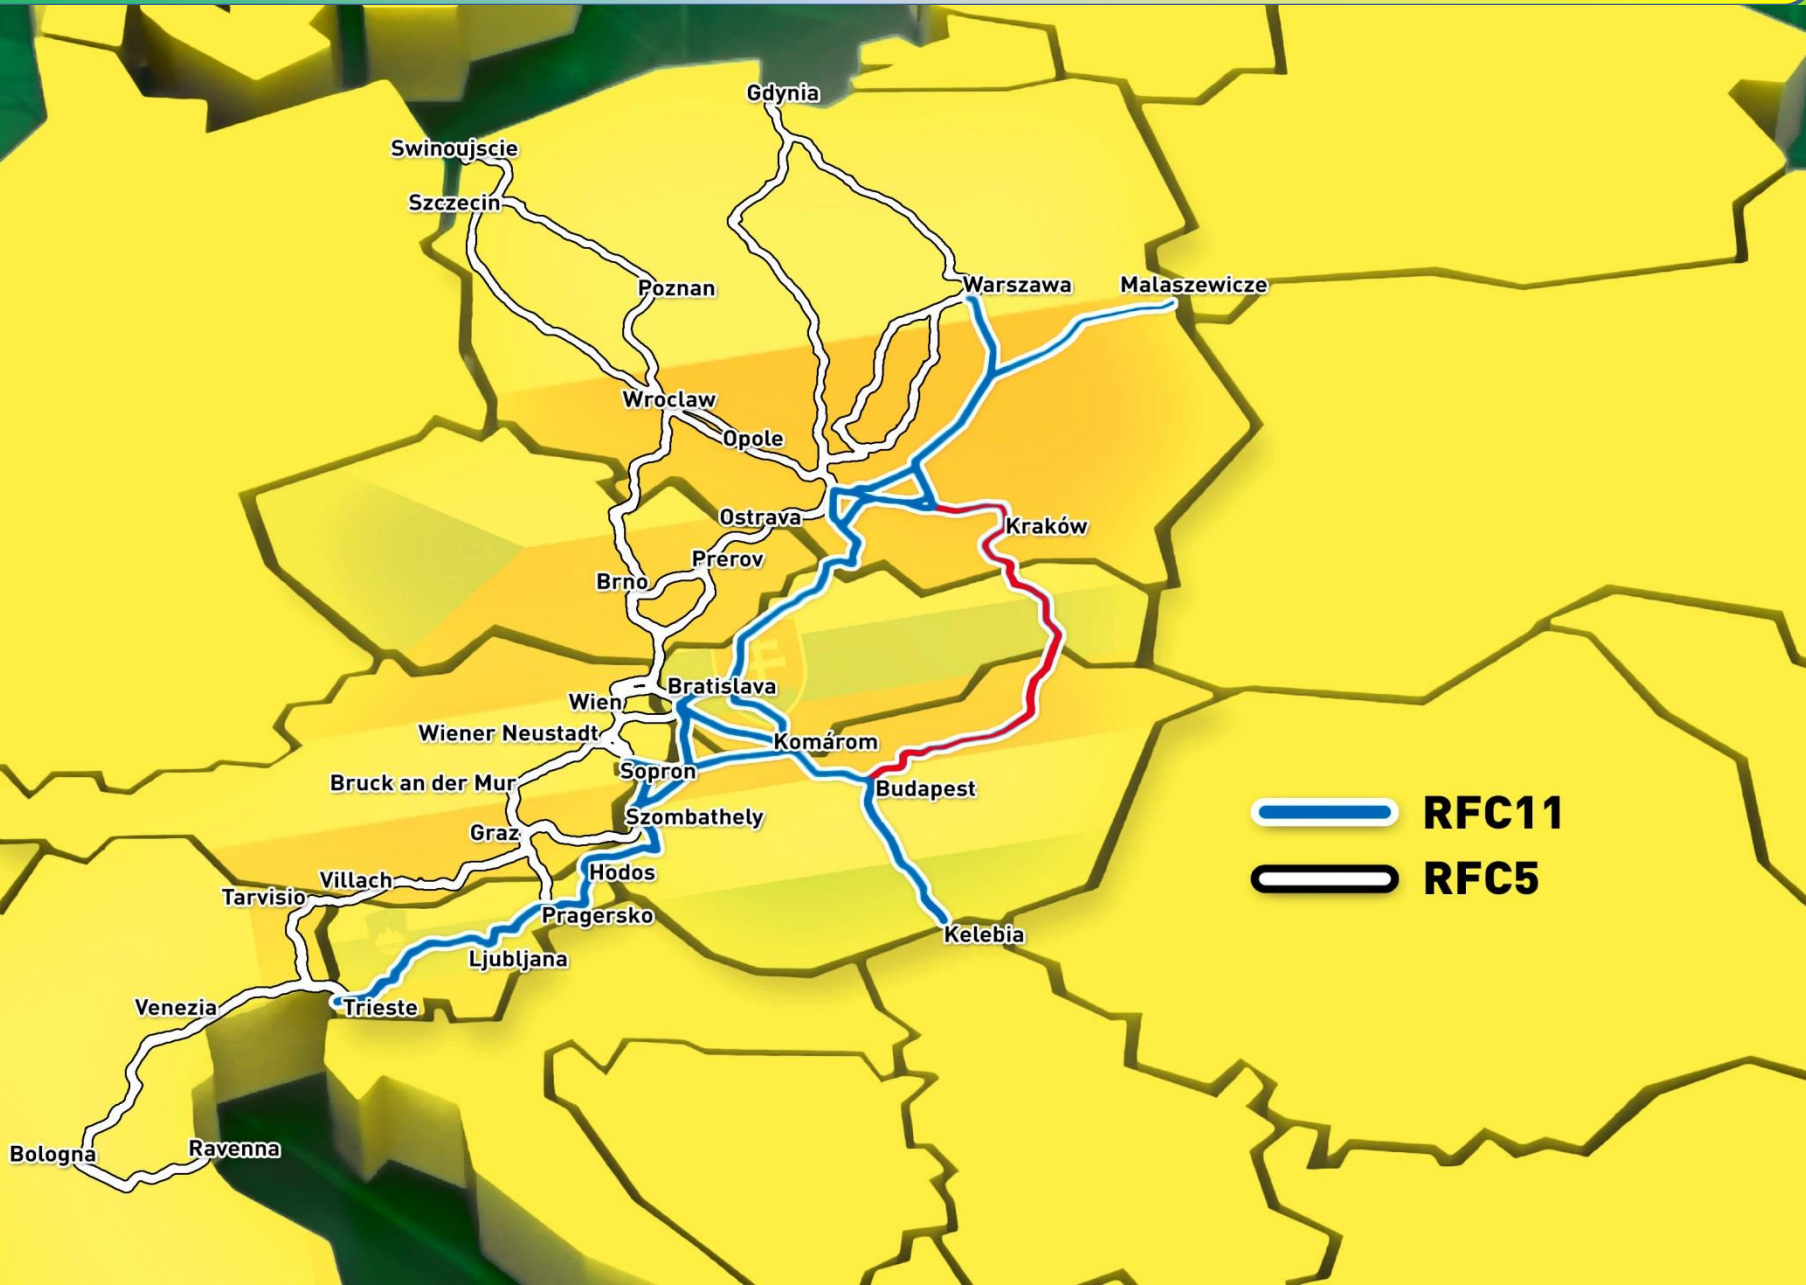 Gdynia
Swinoujscie
Szczecin
Poznan
Warszawa
Malaszewicze
Wroclaw
Opole
Ostrava
Kraków
Prerov
Brno
Bratislava
Wien
Wiener Neustadt
Komárom
Sopron
Bruck an der Mur
Budapest
Szombathely
Graz
RFC11
RFC5
Hodos
Villach
Tarvisio
Pragersko
Kelebia
Ljubljana
Venezia
Trieste
Bologna
Ravenna